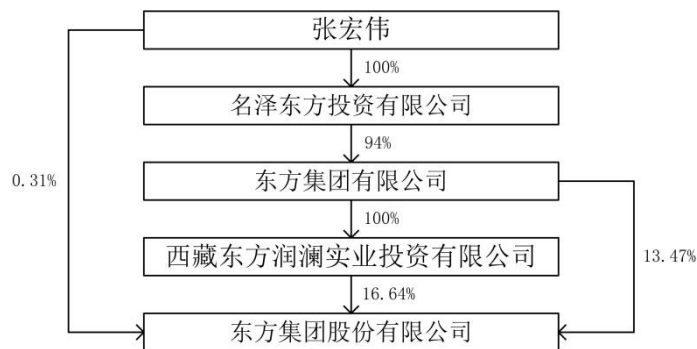 张宏伟
100%
名泽东方投资有限公司
94%
0.31%
东方集团有限公司
100%
西藏东方润澜实业投资有限公司
13.47%
16.64%
东方集团股份有限公司